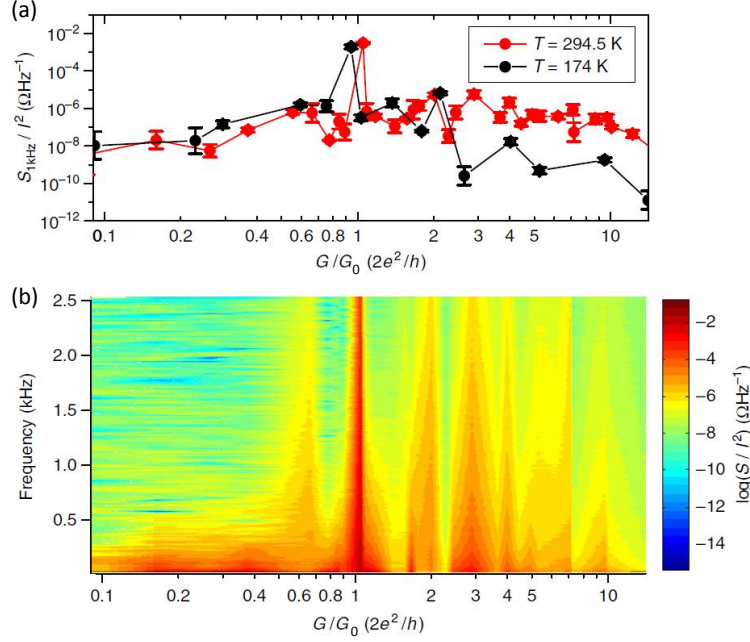 (a)
10⁻²
10⁻⁴
10⁻⁶
10⁻⁸
10⁻¹⁰
10⁻¹²
S₁kHz / I² (ΩHz⁻¹)
T = 294.5 K
T = 174 K
0.1 0.2 0.4 0.6 0.8 1 2 3 4 5 10
G/G₀ (2e²/h)
(b)
2.5
2.0
1.5
1.0
0.5
Frequency (kHz)
0.1 0.2 0.4 0.6 0.8 1 2 3 4 5 10
G/G₀ (2e²/h)
−2
−4
−6
−8
−10
−12
−14
log(S / I²) (ΩHz⁻¹)